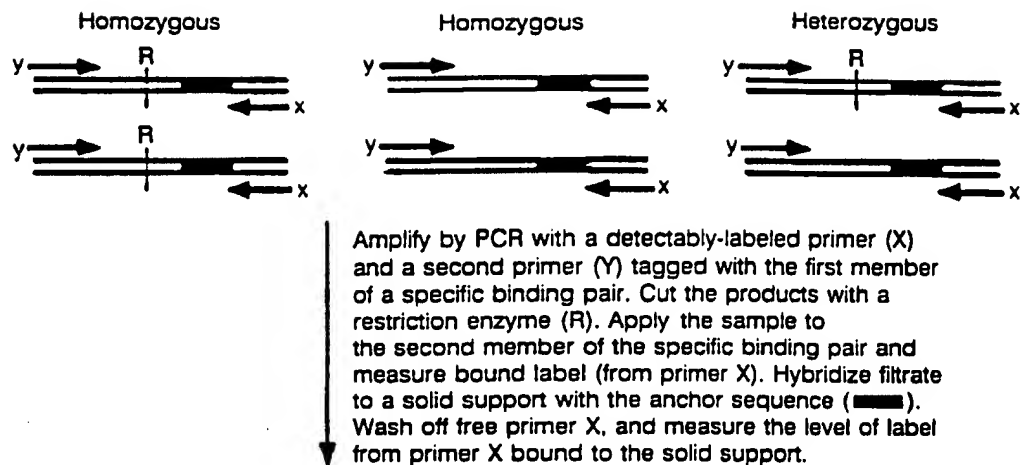 Homozygous Homozygous Heterozygous
R R
y y y
x x x
R
y y y
x x x
Amplify by PCR with a detectably-labeled primer (X)
and a second primer (Y) tagged with the first member
of a specific binding pair. Cut the products with a
restriction enzyme (R). Apply the sample to
the second member of the specific binding pair and
measure bound label (from primer X). Hybridize filtrate
to a solid support with the anchor sequence ( ).
Wash off free primer X, and measure the level of label
from primer X bound to the solid support.